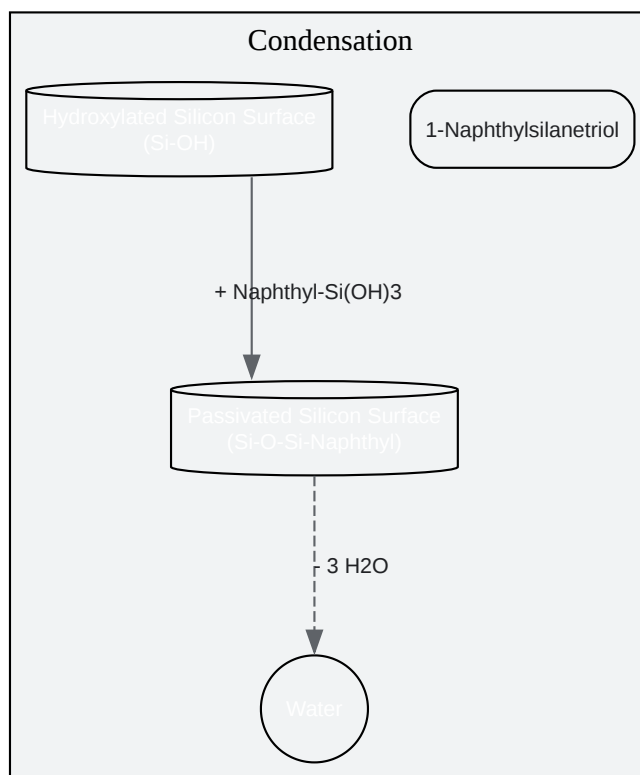 Condensation
Hydroxylated Silicon Surface
(Si-OH)
1-Naphthylsilanetriol
+ Naphthyl-Si(OH)3
Passivated Silicon Surface
(Si-O-Si-Naphthyl)
- 3 H2O
Water